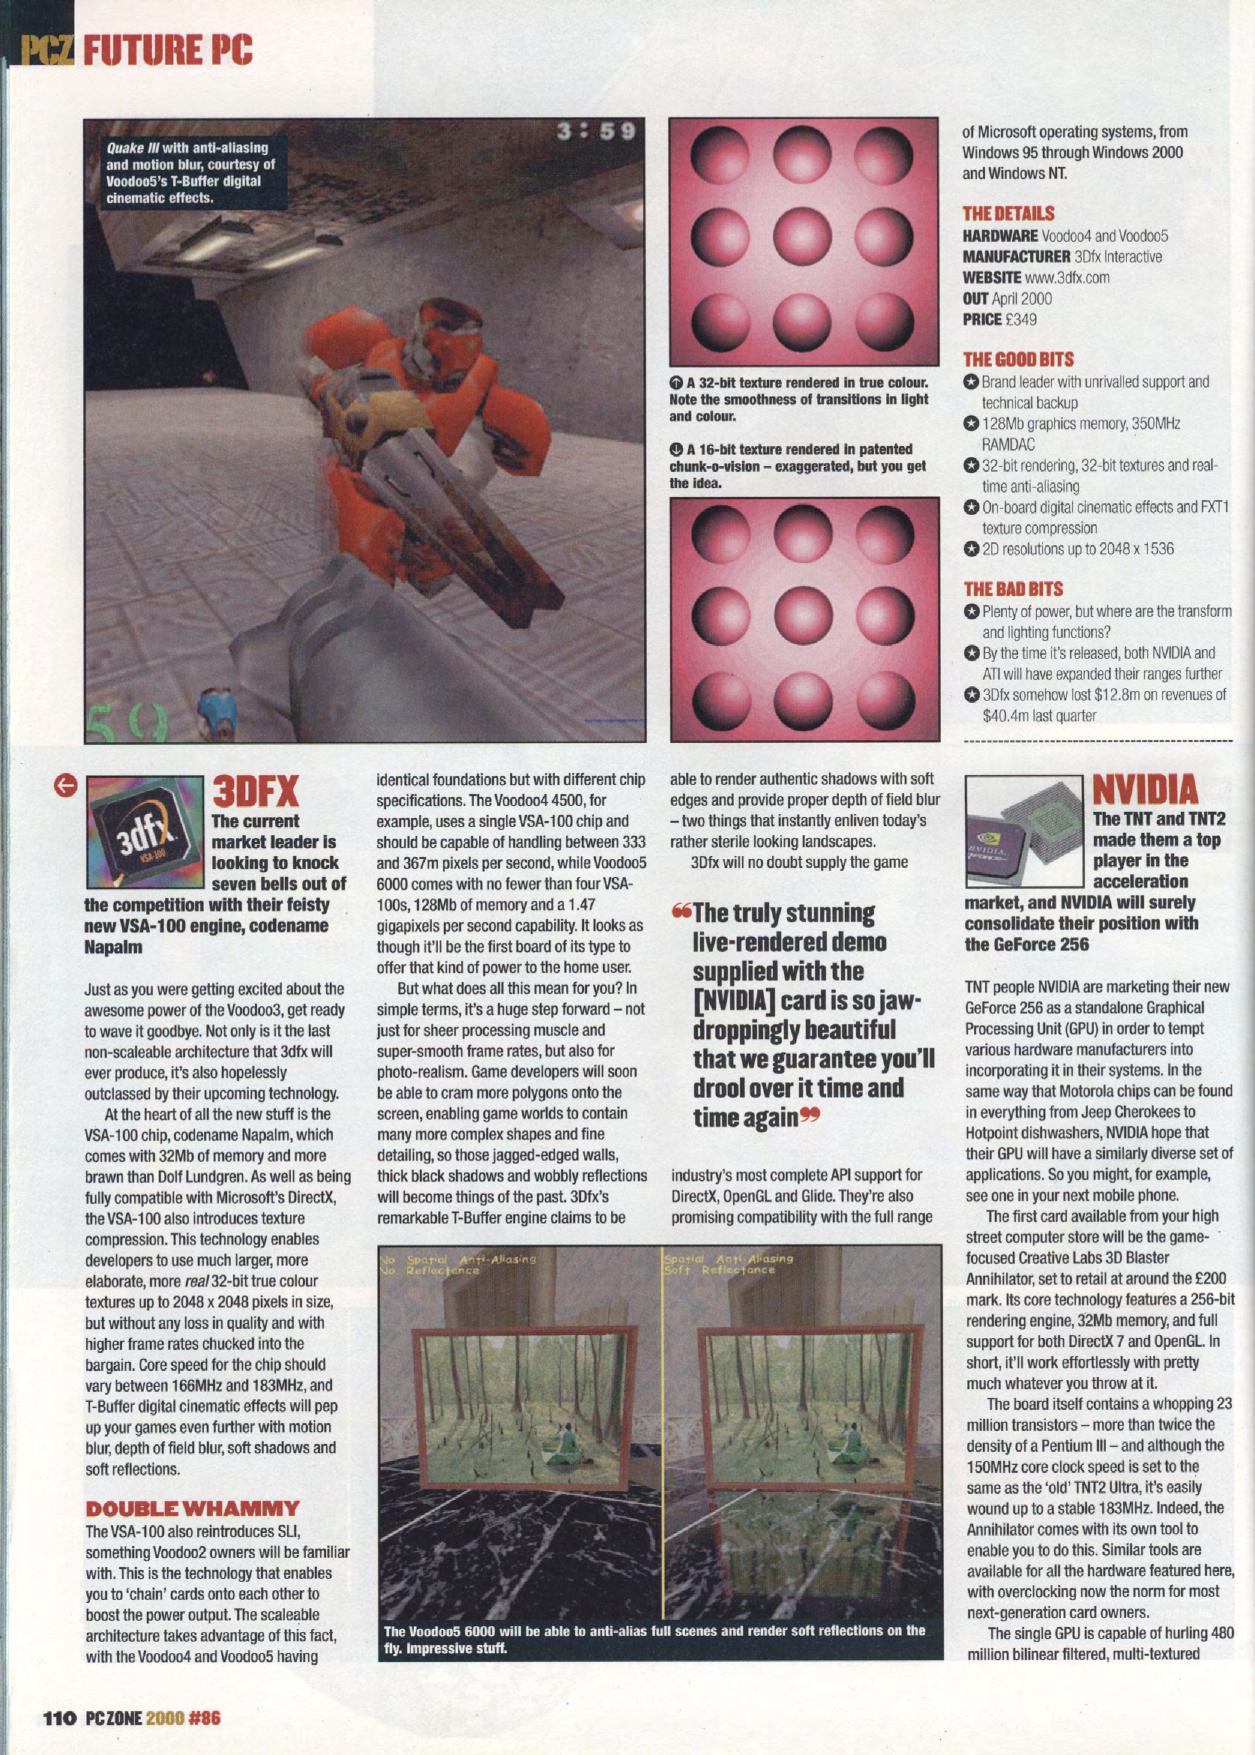 PCZ FUTURE PC
3:59
Quake III with anti-aliasing
and motion blur, courtesy of
Voodoo5's T-Buffer digital
cinematic effects.
59
A 32-bit texture rendered in true colour.
Note the smoothness of transitions in light
and colour.
A 16-bit texture rendered in patented
chunk-o-vision – exaggerated, but you get
the idea.
of Microsoft operating systems, from
Windows 95 through Windows 2000
and Windows NT.
THE DETAILS
HARDWARE Voodoo4 and Voodoo5
MANUFACTURER 3Dfx Interactive
WEBSITE www.3dfx.com
OUT April 2000
PRICE £349
THE GOOD BITS
Brand leader with unrivalled support and
technical backup
128Mb graphics memory, 350MHz
RAMDAC
32-bit rendering, 32-bit textures and real-
time anti-aliasing
On-board digital cinematic effects and FXT1
texture compression
2D resolutions up to 2048 x 1536
THE BAD BITS
Plenty of power, but where are the transform
and lighting functions?
By the time it's released, both NVIDIA and
ATI will have expanded their ranges further
3Dfx somehow lost $12.8m on revenues of
$40.4m last quarter
3dfx
VSA-100
3DFX
The current
market leader is
looking to knock
seven bells out of
the competition with their feisty
new VSA-100 engine, codename
Napalm
Just as you were getting excited about the
awesome power of the Voodoo3, get ready
to wave it goodbye. Not only is it the last
non-scaleable architecture that 3dfx will
ever produce, it's also hopelessly
outclassed by their upcoming technology.
At the heart of all the new stuff is the
VSA-100 chip, codename Napalm, which
comes with 32Mb of memory and more
brawn than Dolf Lundgren. As well as being
fully compatible with Microsoft's DirectX,
the VSA-100 also introduces texture
compression. This technology enables
developers to use much larger, more
elaborate, more real 32-bit true colour
textures up to 2048 x 2048 pixels in size,
but without any loss in quality and with
higher frame rates chucked into the
bargain. Core speed for the chip should
vary between 166MHz and 183MHz, and
T-Buffer digital cinematic effects will pep
up your games even further with motion
blur, depth of field blur, soft shadows and
soft reflections.
DOUBLE WHAMMY
The VSA-100 also reintroduces SLI,
something Voodoo2 owners will be familiar
with. This is the technology that enables
you to 'chain' cards onto each other to
boost the power output. The scaleable
architecture takes advantage of this fact,
with the Voodoo4 and Voodoo5 having
identical foundations but with different chip
specifications. The Voodoo4 4500, for
example, uses a single VSA-100 chip and
should be capable of handling between 333
and 367m pixels per second, while Voodoo5
6000 comes with no fewer than four VSA-
100s, 128Mb of memory and a 1.47
gigapixels per second capability. It looks as
though it'll be the first board of its type to
offer that kind of power to the home user.
But what does all this mean for you? In
simple terms, it's a huge step forward – not
just for sheer processing muscle and
super-smooth frame rates, but also for
photo-realism. Game developers will soon
be able to cram more polygons onto the
screen, enabling game worlds to contain
many more complex shapes and fine
detailing, so those jagged-edged walls,
thick black shadows and wobbly reflections
will become things of the past. 3Dfx's
remarkable T-Buffer engine claims to be
able to render authentic shadows with soft
edges and provide proper depth of field blur
– two things that instantly enliven today's
rather sterile looking landscapes.
3Dfx will no doubt supply the game
“The truly stunning
live-rendered demo
supplied with the
[NVIDIA] card is so jaw-
droppingly beautiful
that we guarantee you'll
drool over it time and
time again”
industry's most complete API support for
DirectX, OpenGL and Glide. They're also
promising compatibility with the full range
No Spatial Anti-Aliasing
No Reflectance
Spatial Anti-Aliasing
Soft Reflectance
The Voodoo5 6000 will be able to anti-alias full scenes and render soft reflections on the
fly. Impressive stuff.
NVIDIA
GEFORCE
NVIDIA
The TNT and TNT2
made them a top
player in the
acceleration
market, and NVIDIA will surely
consolidate their position with
the GeForce 256
TNT people NVIDIA are marketing their new
GeForce 256 as a standalone Graphical
Processing Unit (GPU) in order to tempt
various hardware manufacturers into
incorporating it in their systems. In the
same way that Motorola chips can be found
in everything from Jeep Cherokees to
Hotpoint dishwashers, NVIDIA hope that
their GPU will have a similarly diverse set of
applications. So you might, for example,
see one in your next mobile phone.
The first card available from your high
street computer store will be the game-
focused Creative Labs 3D Blaster
Annihilator, set to retail at around the £200
mark. Its core technology features a 256-bit
rendering engine, 32Mb memory, and full
support for both DirectX 7 and OpenGL. In
short, it'll work effortlessly with pretty
much whatever you throw at it.
The board itself contains a whopping 23
million transistors – more than twice the
density of a Pentium III – and although the
150MHz core clock speed is set to the
same as the 'old' TNT2 Ultra, it's easily
wound up to a stable 183MHz. Indeed, the
Annihilator comes with its own tool to
enable you to do this. Similar tools are
available for all the hardware featured here,
with overclocking now the norm for most
next-generation card owners.
The single GPU is capable of hurling 480
million bilinear filtered, multi-textured
110 PC ZONE 2000 #86